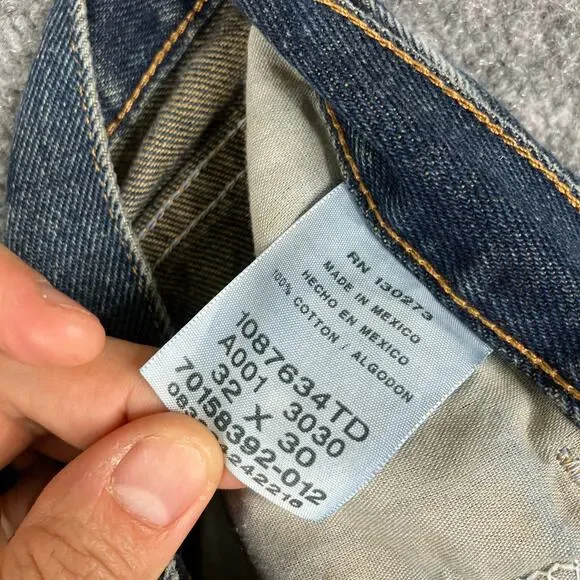 RN 130273
MADE IN MEXICO
HECHO EN MEXICO
100% COTTON / ALGODON
1087634TD
A001 3030
32 X 30
70158392-012